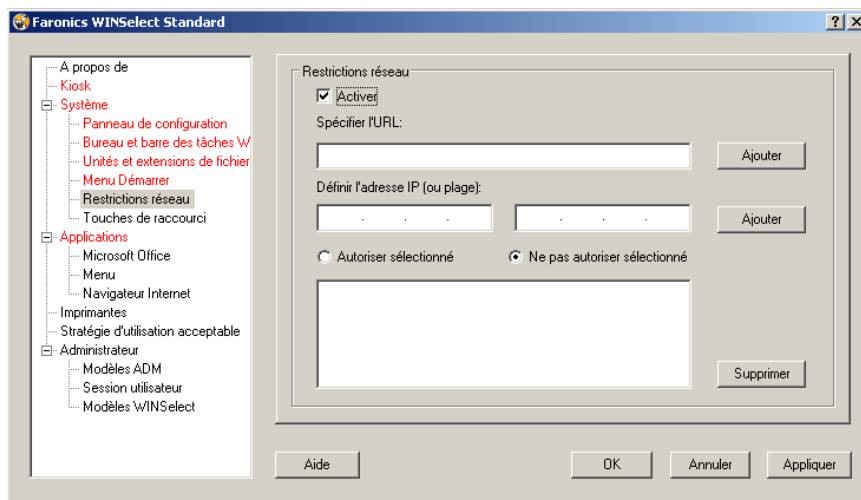 Faronics WINSelect Standard
A propos de
Kiosk
Système
Panneau de configuration
Bureau et barre des tâches W
Unités et extensions de fichier
Menu Démarrer
Restrictions réseau
Touches de raccourci
Applications
Microsoft Office
Menu
Navigateur Internet
Imprimantes
Stratégie d'utilisation acceptable
Administrateur
Modèles ADM
Session utilisateur
Modèles WINSelect
Restrictions réseau
Activer
Spécifier l'URL:
Ajouter
Définir l'adresse IP (ou plage):
. . . . . . Ajouter
Autoriser sélectionné Ne pas autoriser sélectionné
Supprimer
Aide OK Annuler Appliquer